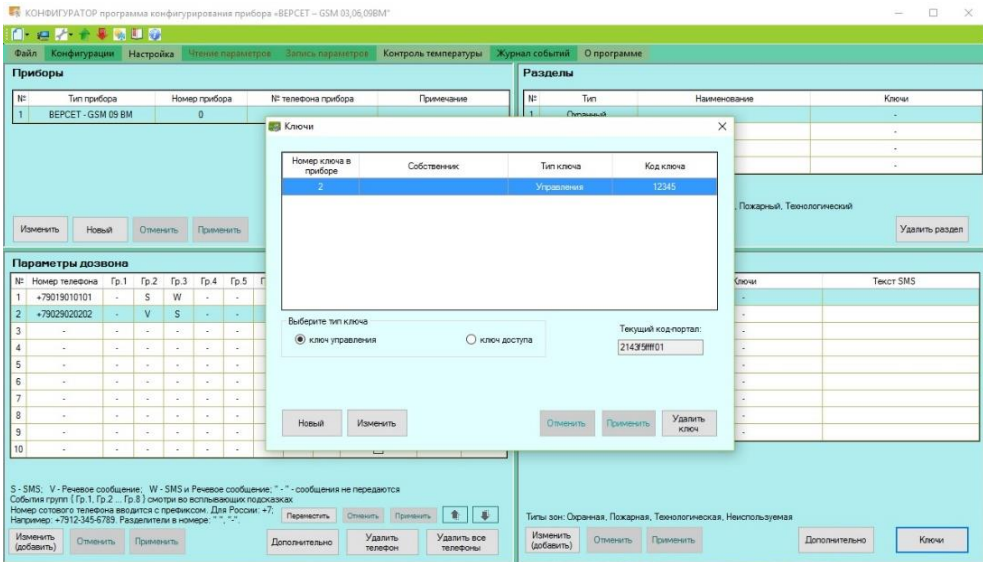 КОНФИГУРАТОР программа конфигурирования прибора «ВЕРСЕТ – GSM 03,06,09ВМ"
Файл Конфигурации Настройка Чтение параметров Запись параметров Контроль температуры Журнал событий О программе
Приборы
№ Тип прибора Номер прибора № телефона прибора Примечание
1 ВЕРСЕТ - GSM 09 ВМ 0
Изменить Новый Отменить Применить
Разделы
№ Тип Наименование Ключи
1 Охранный -
-
-
-
, Пожарный, Технологический
Удалить раздел
Ключи
Номер ключа в приборе Собственник Тип ключа Код ключа
2 Управления 12345
Выберите тип ключа
ключ управления ключ доступа
Текущий код-портал:
2143f5ffff01
Новый Изменить Отменить Применить Удалить ключ
Параметры дозвона
№ Номер телефона Гр.1 Гр.2 Гр.3 Гр.4 Гр.5 Г
1 +79019010101 - S W - -
2 +79029020202 - V S - -
3 - - - - - -
4 - - - - - -
5 - - - - - -
6 - - - - - -
7 - - - - - -
8 - - - - - -
9 - - - - - -
10 - - - - - -
S - SMS; V - Речевое сообщение; W - SMS и Речевое сообщение; " - " - сообщения не передаются
События групп { Гр.1, Гр.2 ... Гр.8 } смотри во всплывающих подсказках
Номер сотового телефона вводится с префиксом. Для России: +7;
Например: +7912-345-6789. Разделители в номере: " ", "-".
Переместить Отменить Применить
Изменить (добавить) Отменить Применить Дополнительно Удалить телефон Удалить все телефоны
Ключи Текст SMS
-
-
-
-
-
-
-
-
-
Типы зон: Охранная, Пожарная, Технологическая, Неиспользуемая
Изменить (добавить) Отменить Применить Дополнительно Ключи